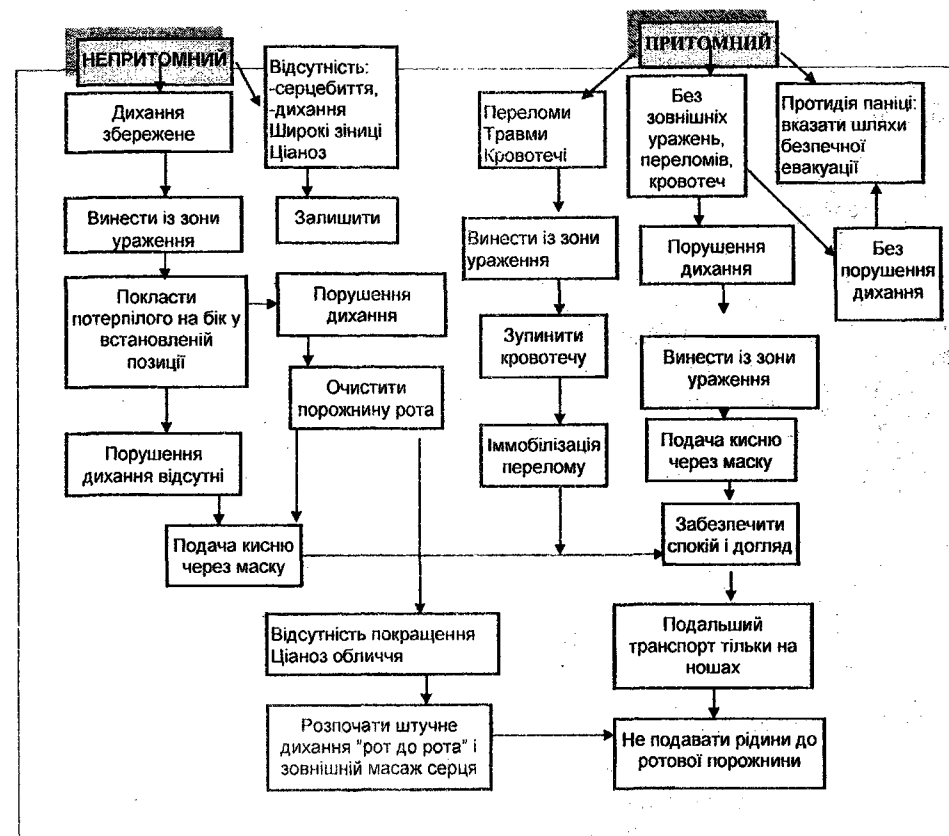 НЕПРИТОМНИЙ
Дихання
збережене
Винести із зони
ураження
Покласти
потерпілого на бік у
встановленій
позиції
Порушення
дихання відсутні
Відсутність:
-серцебиття,
-дихання
Широкі зіниці
Ціаноз
Залишити
Порушення
дихання
Очистити
порожнину рота
Подача кисню
через маску
Відсутність покращення
Ціаноз обличчя
Розпочати штучне
дихання "рот до рота" і
зовнішній масаж серця
ПРИТОМНИЙ
Переломи
Травми
Кровотечі
Винести із зони
ураження
Зупинити
кровотечу
Іммобілізація
перелому
Без
зовнішніх
уражень,
переломів,
кровотеч
Порушення
дихання
Винести із зони
ураження
Подача кисню
через маску
Забезпечити
спокій і догляд
Подальший
транспорт тільки на
ношах
Не подавати рідини до
ротової порожнини
Протидія паніці:
вказати шляхи
безпечної
евакуації
Без
порушення
дихання